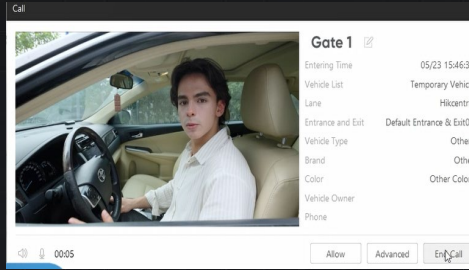 Call
Gate 1
Entering Time 05/23 15:46:3
Vehicle List Temporary Vehic
Lane Hikcentr
Entrance and Exit Default Entrance & Exit0
Vehicle Type Othe
Brand Othe
Color Other Colo
Vehicle Owner
Phone
00:05 Allow Advanced End Call